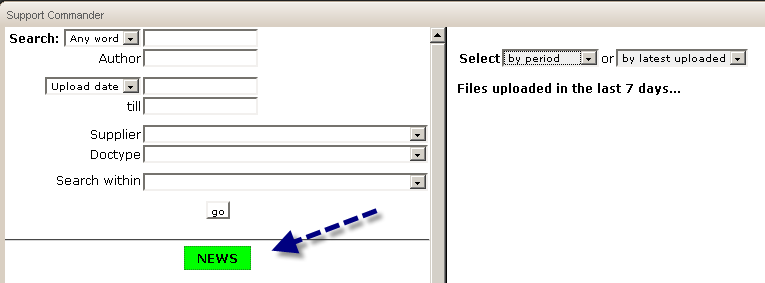 Support Commander
Search: Any word
Author
Upload date
till
Supplier
Doctype
Search within
go
NEWS
Select by period or by latest uploaded
Files uploaded in the last 7 days...